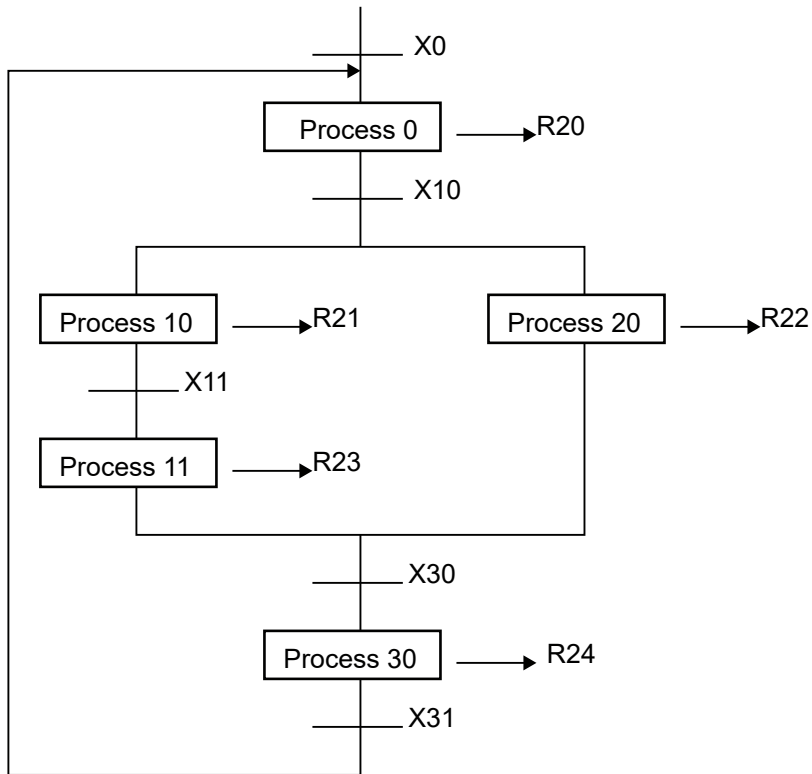 X0
Process 0
R20
X10
Process 10
R21
Process 20
R22
X11
Process 11
R23
X30
Process 30
R24
X31